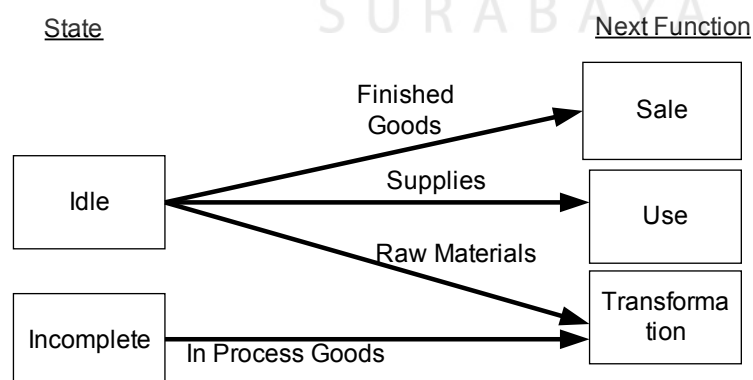 SURABAYA
State
Next Function
Finished
Goods
Sale
Supplies
Idle
Use
Raw Materials
Transforma
tion
Incomplete
In Process Goods